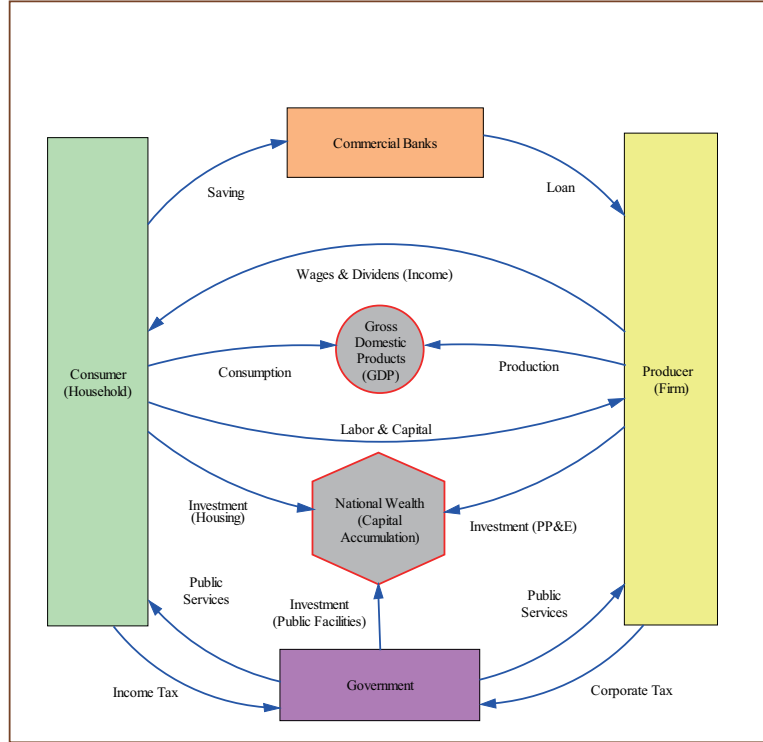 Commercial Banks
Saving
Loan
Wages & Dividens (Income)
Gross
Domestic
Products
(GDP)
Consumption
Production
Consumer
(Household)
Producer
(Firm)
Labor & Capital
National Wealth
(Capital
Accumulation)
Investment
(Housing)
Investment (PP&E)
Public
Services
Investment
(Public Facilities)
Public
Services
Government
Income Tax
Corporate Tax